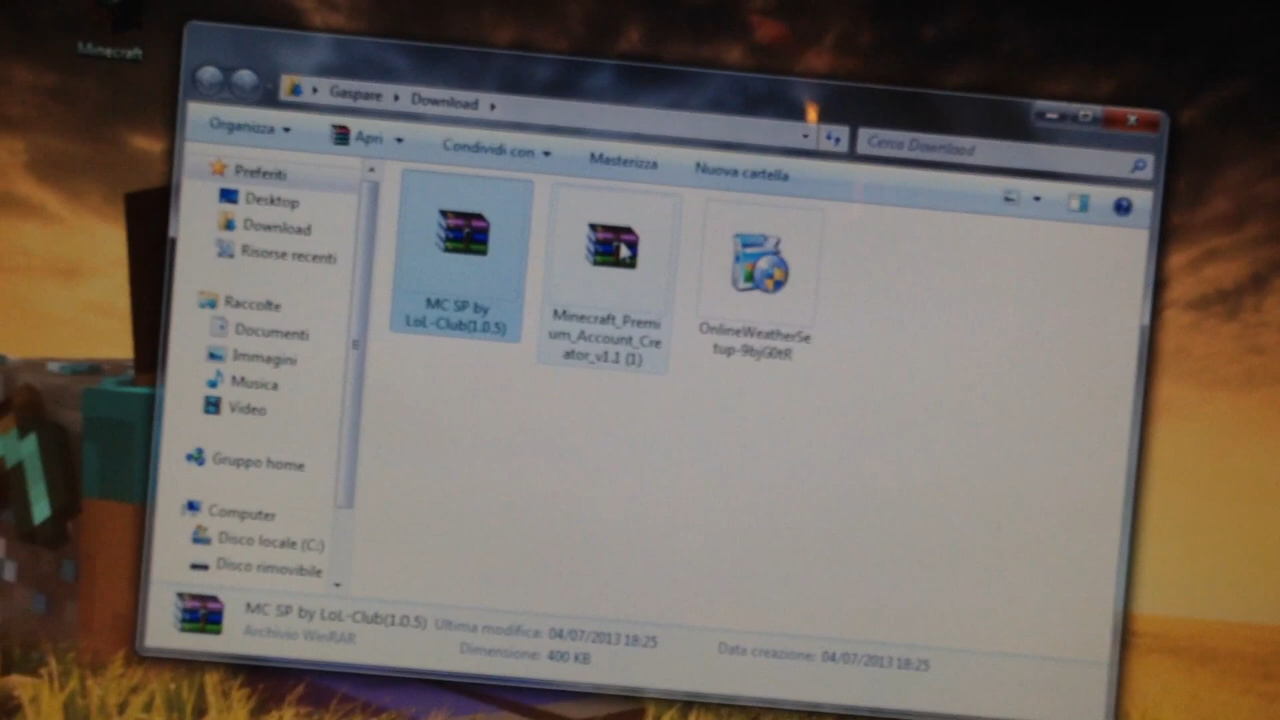 Minecraft
Gaspare
Download
Cerca Download
Organizza
Apri
Condividi con
Masterizza
Nuova cartella
Preferiti
Desktop
Download
Risorse recenti
Raccolte
Documenti
Immagini
Musica
Video
Gruppo home
Computer
Disco locale (C:)
Disco rimovibile
MC SP by
LoL-Club(1.0.5)
Minecraft_Premi
um_Account_Cre
ator_v1.1 (1)
OnlineWeatherSe
MC SP by LoL-Club(1.0.5)
Archivio WinRAR
Ultima modifica: 04/07/2013 18:25
Dimensione: 400 KB
Data creazione: 04/07/2013 18:25